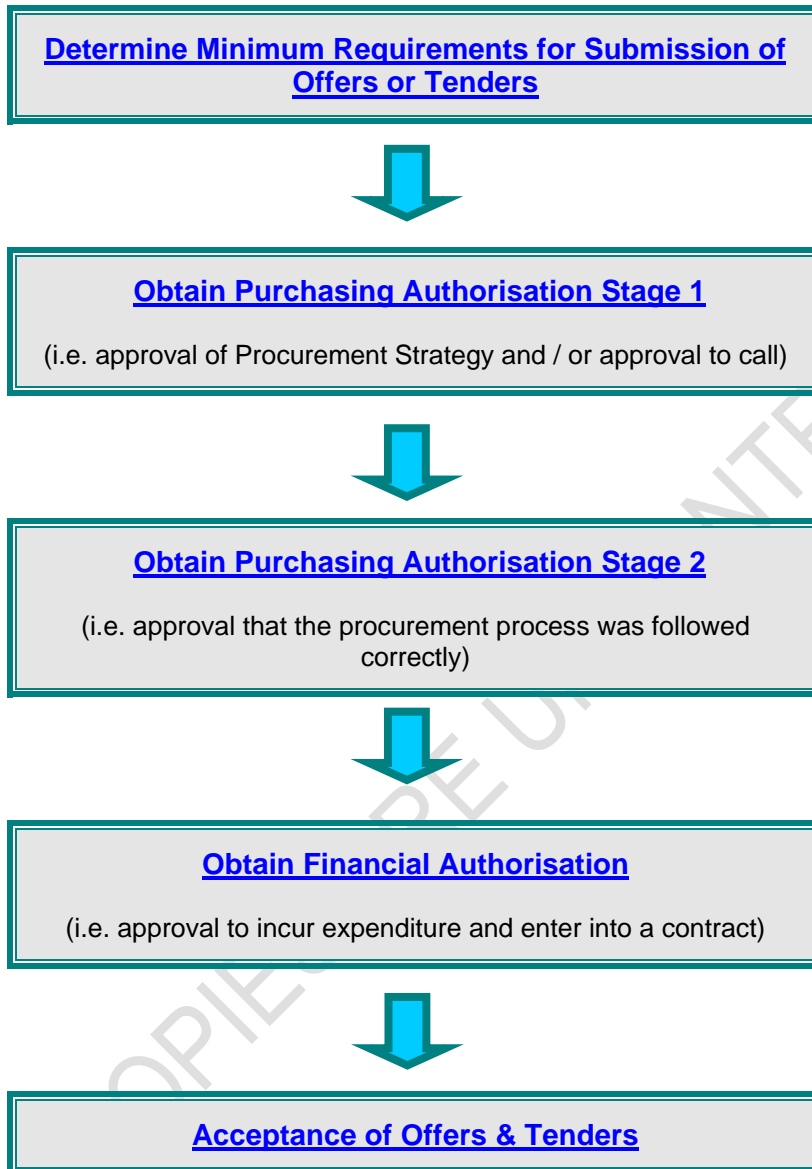 Determine Minimum Requirements for Submission of
Offers or Tenders
Obtain Purchasing Authorisation Stage 1
(i.e. approval of Procurement Strategy and / or approval to call)
Obtain Purchasing Authorisation Stage 2
(i.e. approval that the procurement process was followed
correctly)
Obtain Financial Authorisation
(i.e. approval to incur expenditure and enter into a contract)
Acceptance of Offers & Tenders